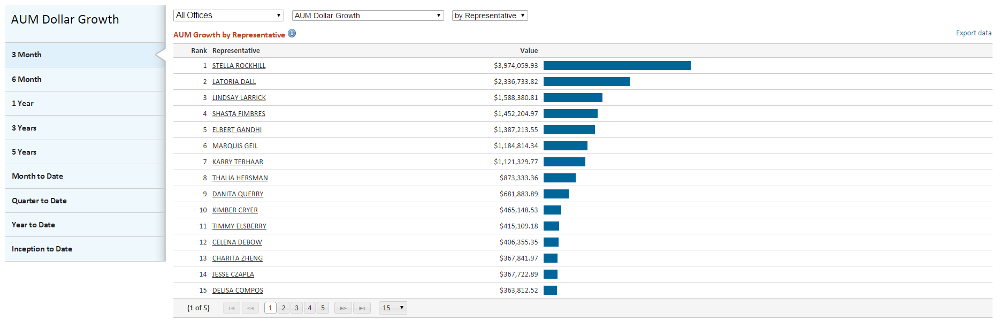 AUM Dollar Growth
3 Month
6 Month
1 Year
3 Years
5 Years
Month to Date
Quarter to Date
Year to Date
Inception to Date
All Offices AUM Dollar Growth by Representative
AUM Growth by Representative Export data
Rank Representative Value
1 STELLA ROCKHILL $3,974,059.93
2 LATORIA DALL $2,336,733.82
3 LINDSAY LARRICK $1,588,380.81
4 SHASTA FIMBRES $1,452,204.97
5 ELBERT GANDHI $1,387,213.55
6 MARQUIS GEIL $1,184,814.34
7 KARRY TERHAAR $1,121,329.77
8 THALIA HERSMAN $873,333.36
9 DANITA QUERRY $681,883.89
10 KIMBER CRYER $465,148.53
11 TIMMY ELSBERRY $415,109.18
12 CELENA DEBOW $406,355.35
13 CHARITA ZHENG $367,841.97
14 JESSE CZAPLA $367,722.89
15 DELISA COMPOS $363,812.52
(1 of 5) 1 2 3 4 5 15